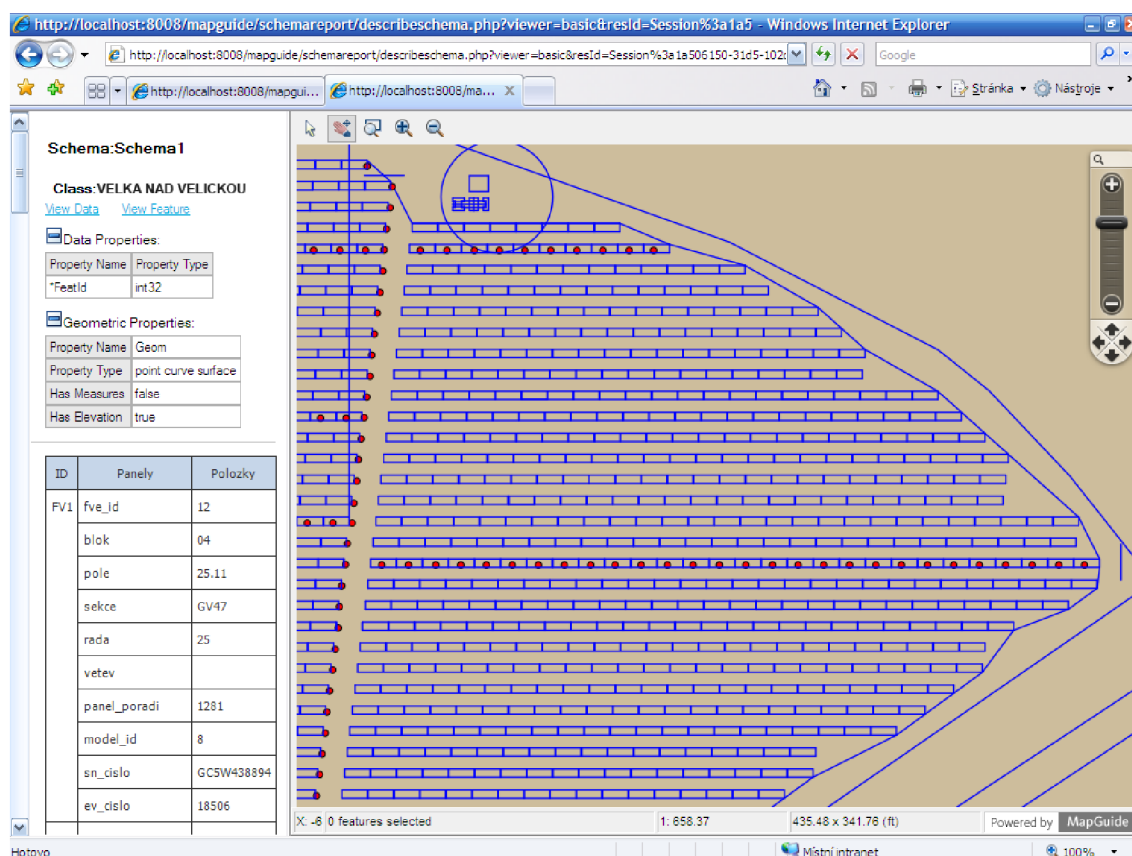 http://localhost:8008/mapguide/schemareport/describeschema.php?viewer=basic&resId=Session%3a1a5 - Windows Internet Explorer
http://localhost:8008/mapguide/schemareport/describeschema.php?viewer=basic&resId=Session%3a1a506150-31d5-102
Google
http://localhost:8008/mapgui...
http://localhost:8008/ma... X
Stránka
Nástroje
Schema:Schema1
Class:VELKA NAD VELICKOU
View Data View Feature
Data Properties:
Property Name Property Type
*FeatId int32
Geometric Properties:
Property Name Geom
Property Type point curve surface
Has Measures false
Has Elevation true
ID Panely Polozky
FV1 fve_id 12
blok 04
pole 25.11
sekce GV47
rada 25
vetev
panel_poradi 1281
model_id 8
sn_cislo GC5W438894
ev_cislo 18506
X: -6 0 features selected 1: 658.37 435.48 x 341.76 (ft) Powered by MapGuide
Hotovo Místní intranet 100%